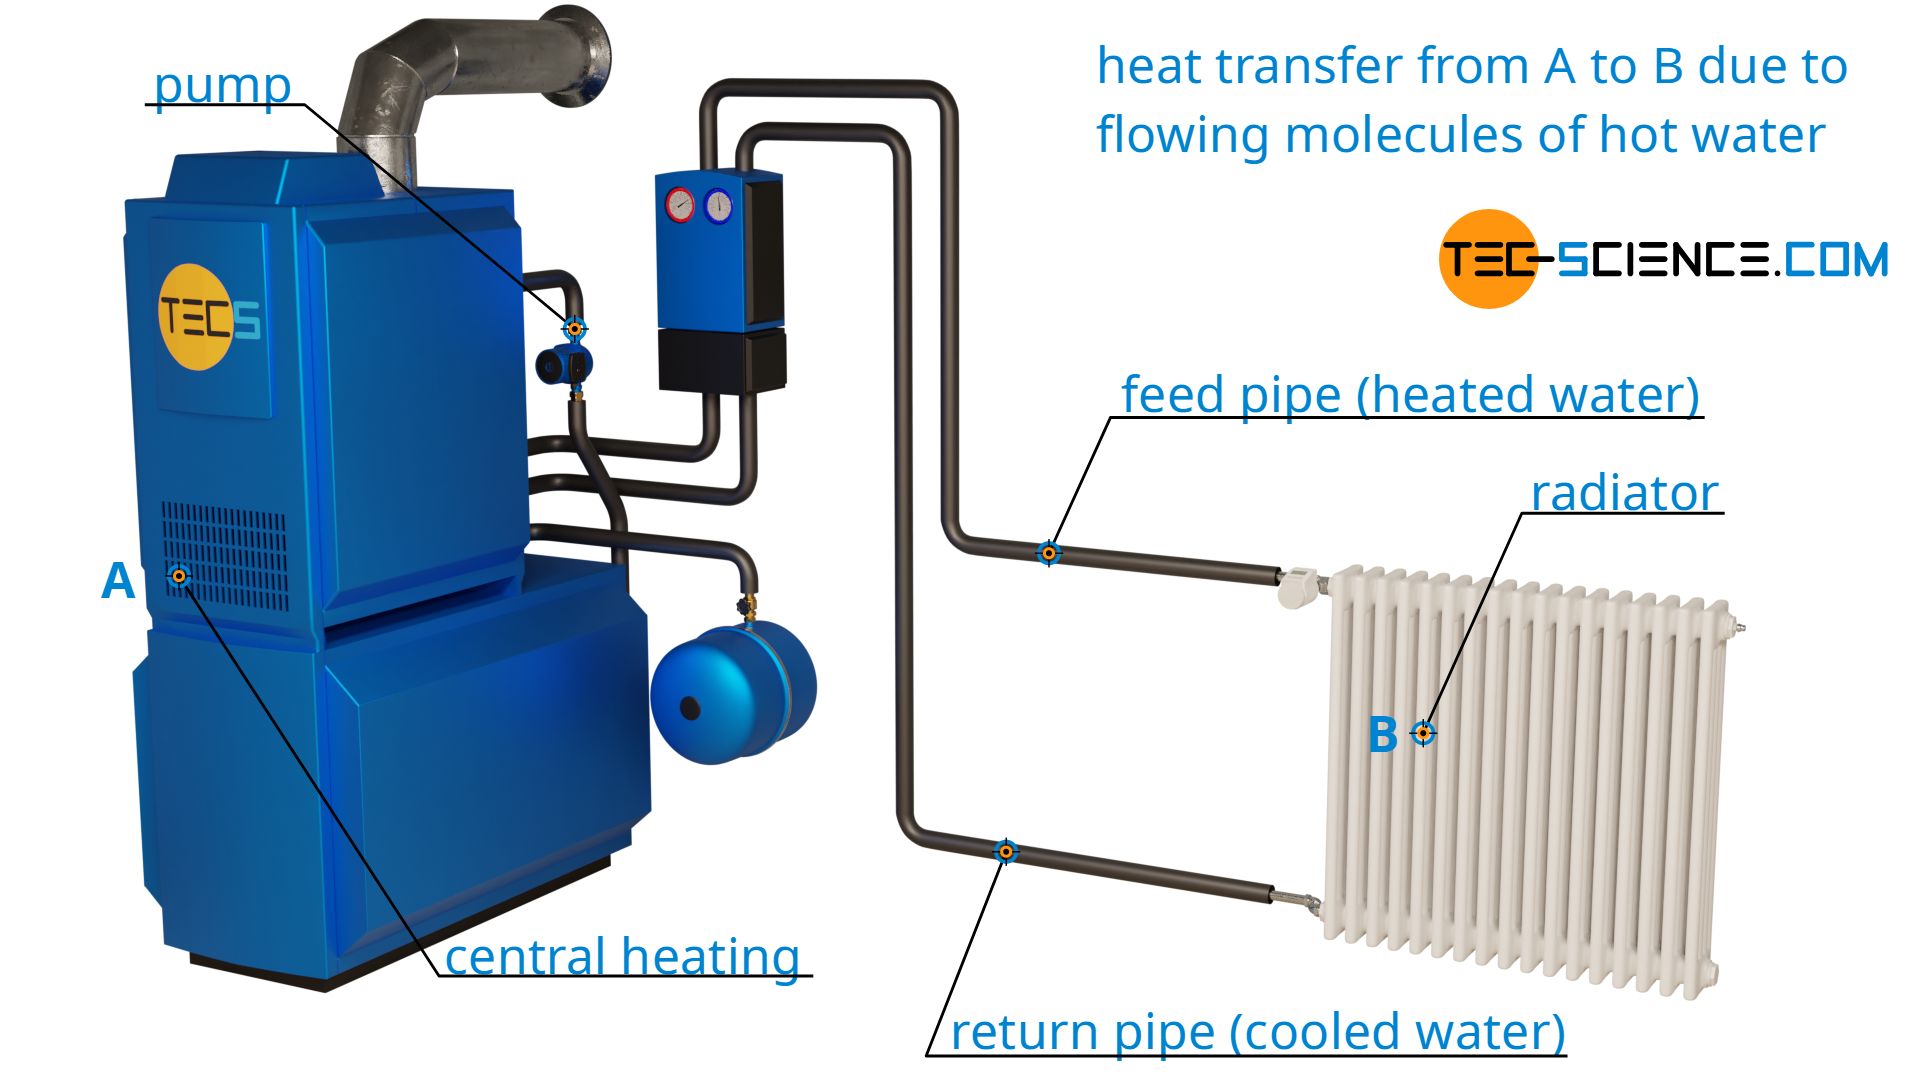 pump
heat transfer from A to B due to
flowing molecules of hot water
TEC-SCIENCE.COM
TECS
feed pipe (heated water)
radiator
A
B
central heating
return pipe (cooled water)